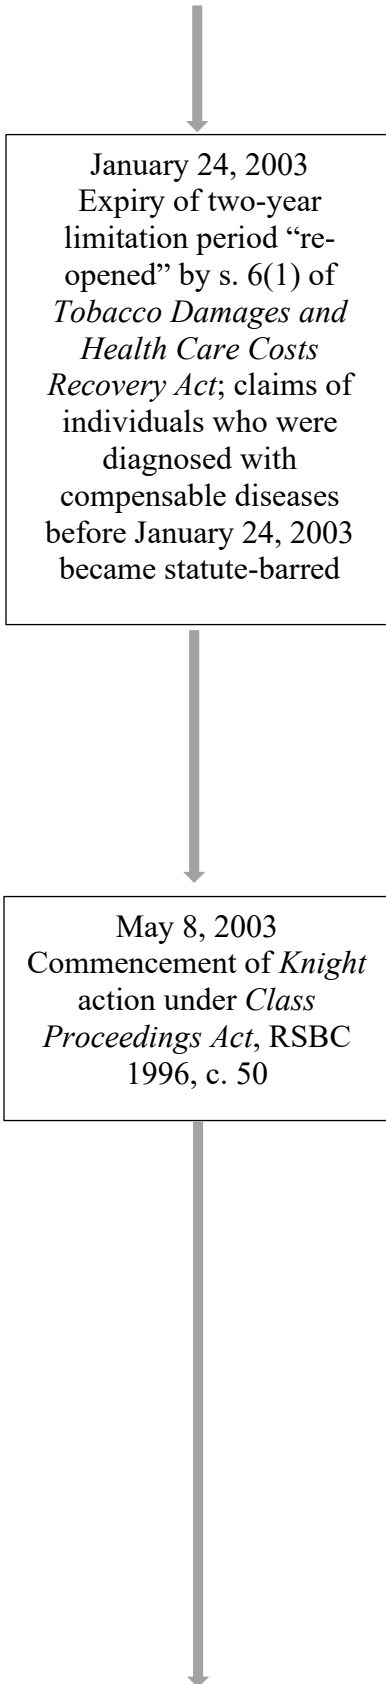 January 24, 2003
Expiry of two-year
limitation period “re-
opened” by s. 6(1) of
Tobacco Damages and
Health Care Costs
Recovery Act; claims of
individuals who were
diagnosed with
compensable diseases
before January 24, 2003
became statute-barred
May 8, 2003
Commencement of Knight
action under Class
Proceedings Act, RSBC
1996, c. 50